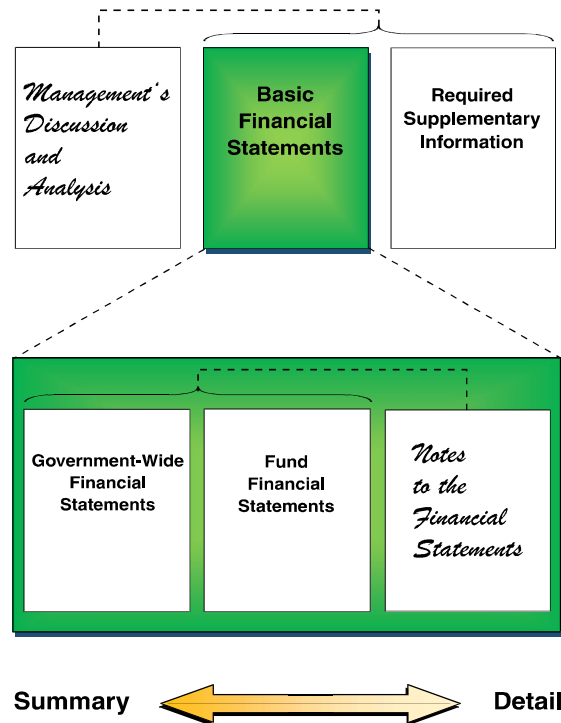 Management's
Discussion
and
Analysis
Basic
Financial
Statements
Required
Supplementary
Information
Government-Wide
Financial
Statements
Fund
Financial
Statements
Notes
to the
Financial
Statements
Summary
Detail